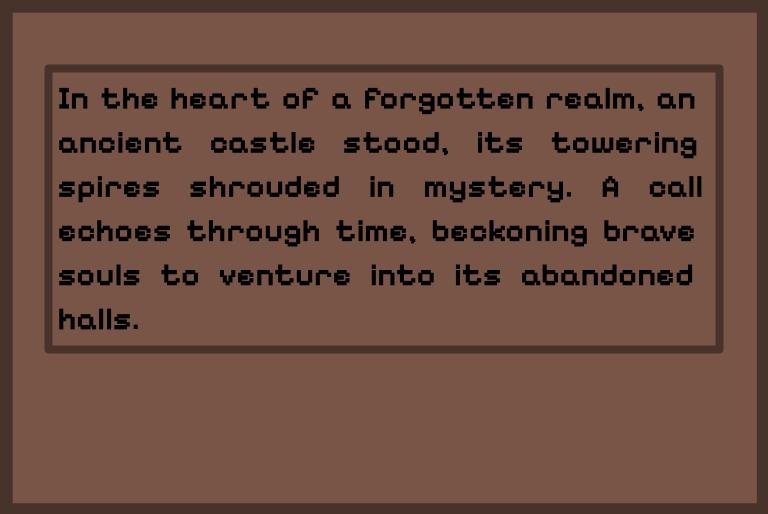 In the heart of a forgotten realm, an
ancient castle stood, its towering
spires shrouded in mystery. A call
echoes through time, beckoning brave
souls to venture into its abandoned
halls.